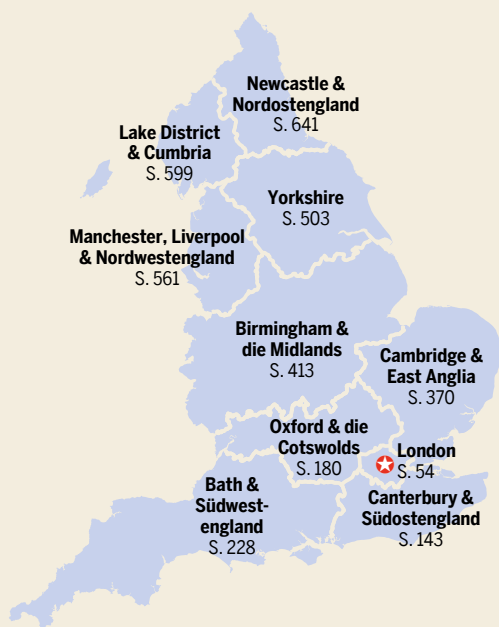 Newcastle &
Nordostengland
S. 641
Lake District
& Cumbria
S. 599
Yorkshire
S. 503
Manchester, Liverpool
& Nordwestengland
S. 561
Birmingham &
die Midlands
S. 413
Cambridge &
East Anglia
S. 370
Oxford & die
Cotswolds
S. 180
London
S. 54
Bath &
Südwest-
england
S. 228
Canterbury &
Südostengland
S. 143